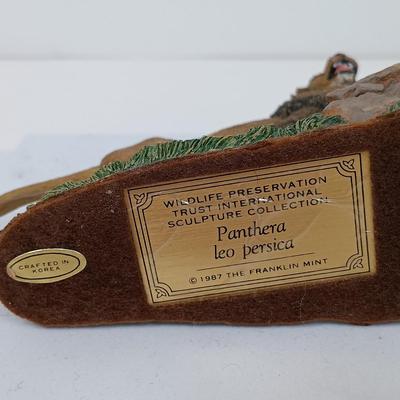 WILDLIFE PRESERVATION
TRUST INTERNATIONAL
SCULPTURE COLLECTION
Panthera
leo persica
© 1987 THE FRANKLIN MINT
CRAFTED IN
KOREA